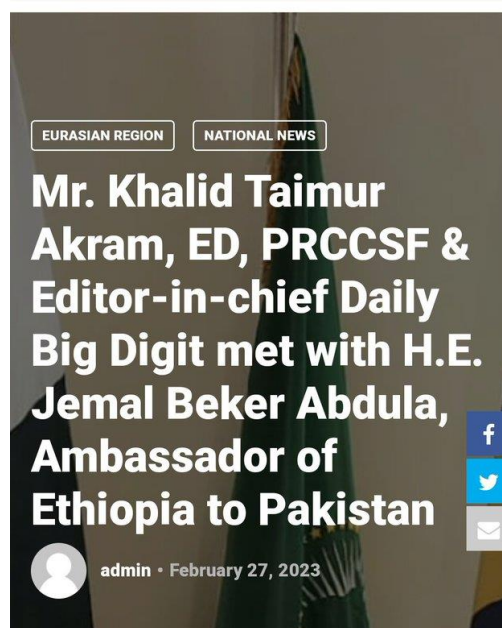 EURASIAN REGION NATIONAL NEWS
Mr. Khalid Taimur
Akram, ED, PRCCSF &
Editor-in-chief Daily
Big Digit met with H.E.
Jemal Beker Abdula,
Ambassador of
Ethiopia to Pakistan
admin • February 27, 2023